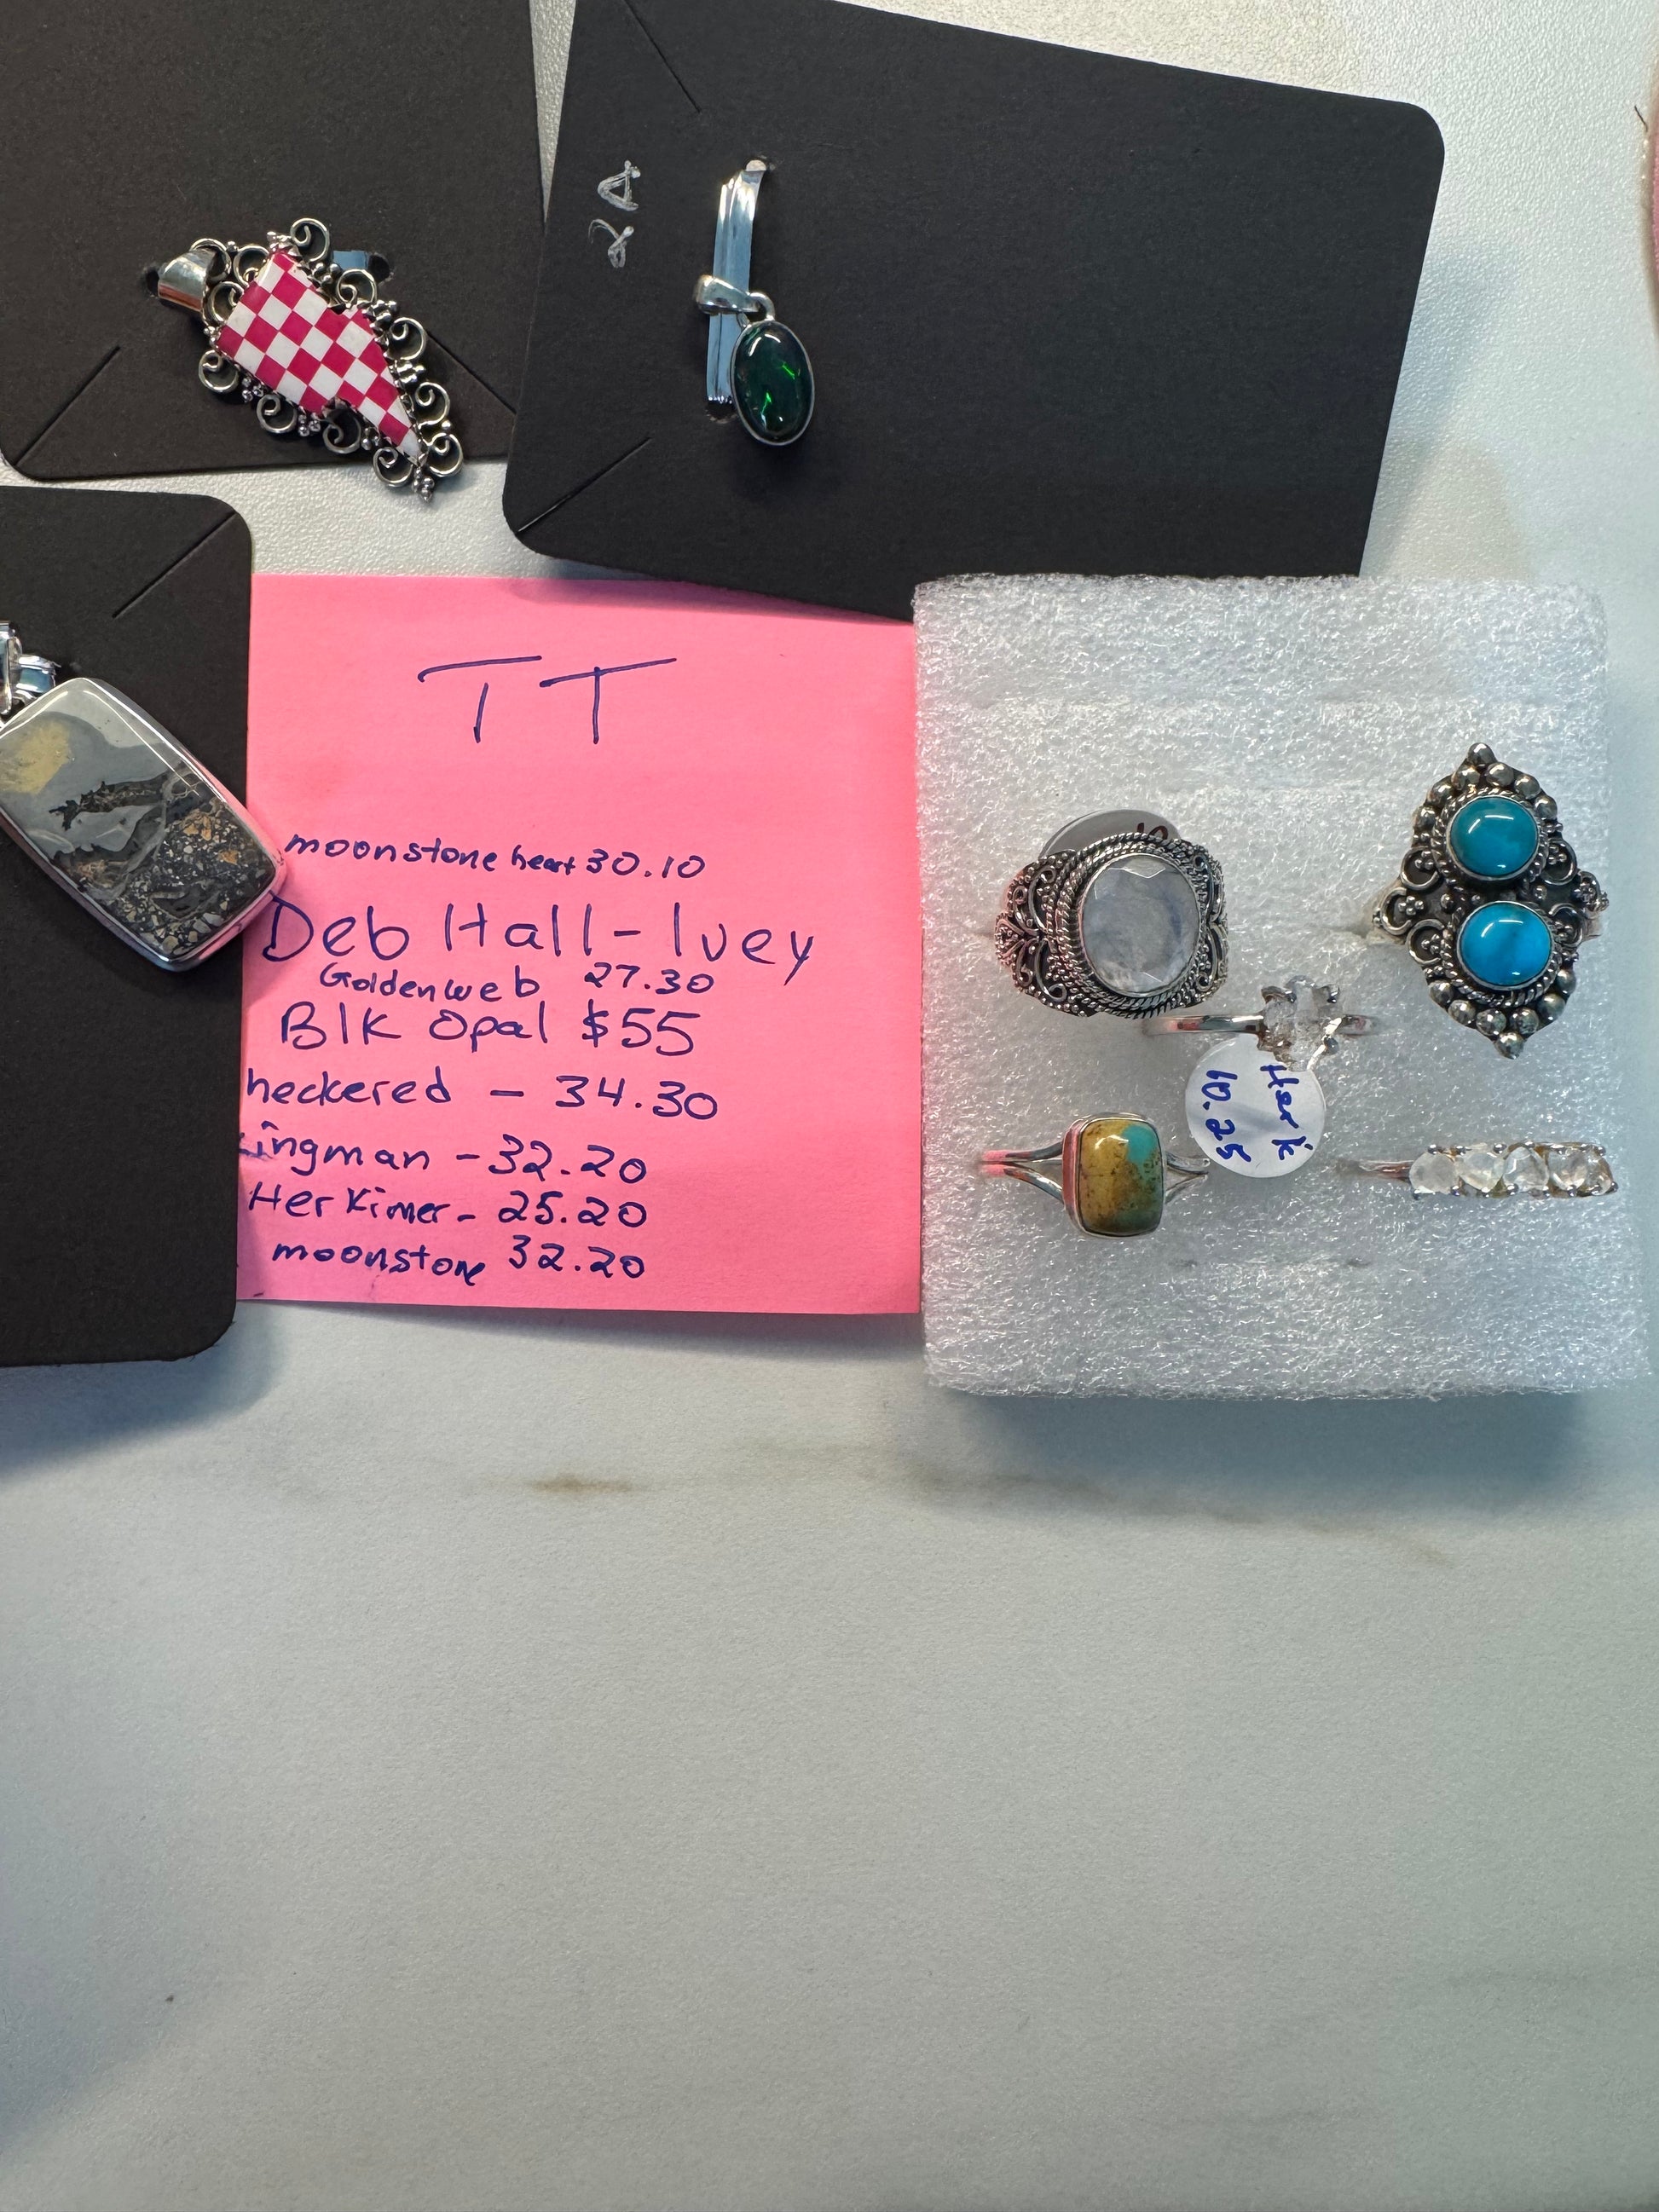 2A
TT
moonstone heart 30.10
Deb Hall-Ivey
Goldenweb 27.30
Blk Opal $55
heckered - 34.30
ingman - 32.20
Herkimer - 25.20
moonstone 32.20
Herk
10.25